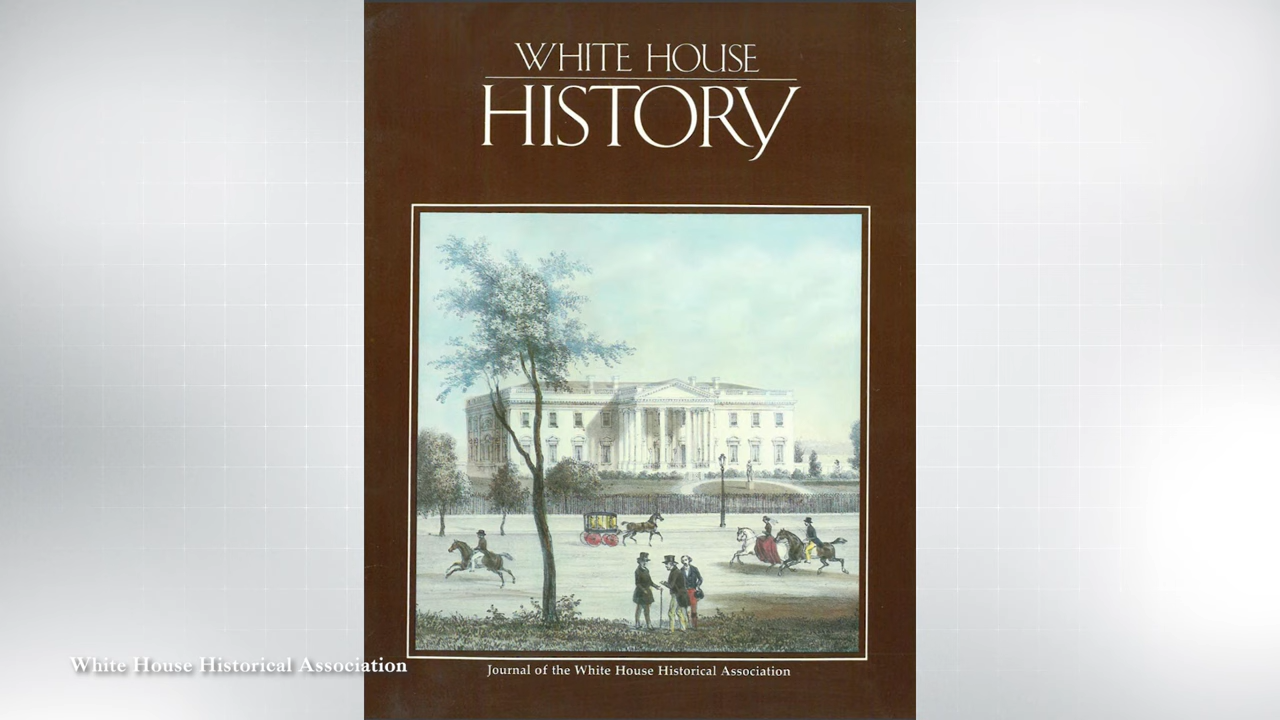 WHITE HOUSE
HISTORY
Journal of the White House Historical Association
White House Historical Association